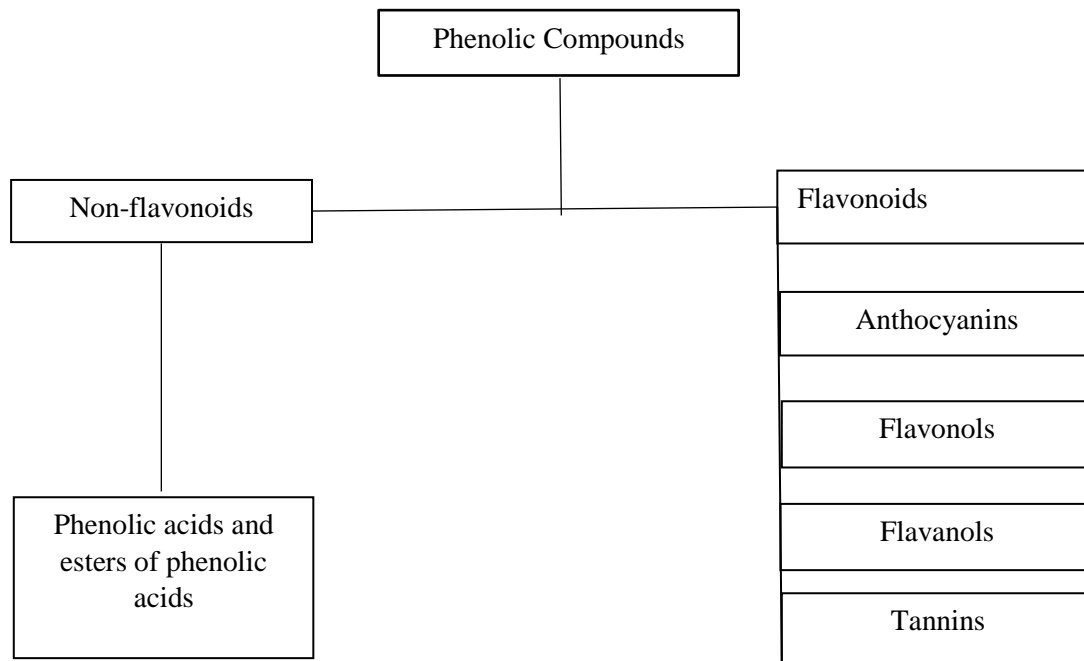 Phenolic Compounds
Non-flavonoids
Flavonoids
Anthocyanins
Flavonols
Phenolic acids and
esters of phenolic
acids
Flavanols
Tannins